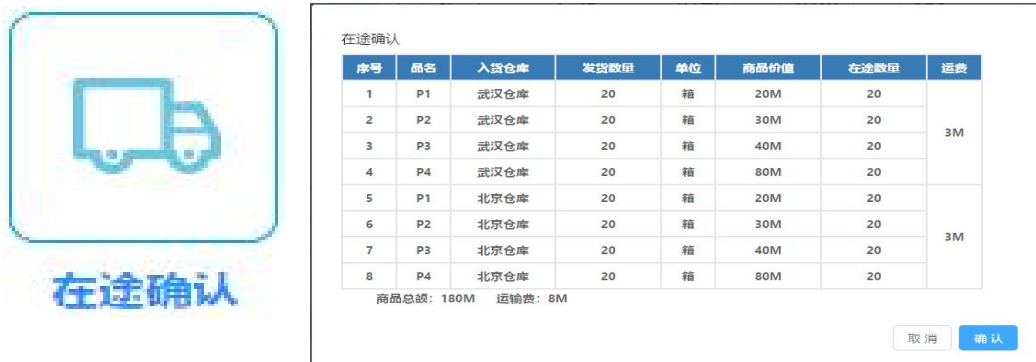 在途确认
在途确认
序号 品名 入货仓库 发货数量 单位 商品价值 在途数量 运费
1 P1 武汉仓库 20 箱 20M 20
2 P2 武汉仓库 20 箱 30M 20
3M
3 P3 武汉仓库 20 箱 40M 20
4 P4 武汉仓库 20 箱 80M 20
5 P1 北京仓库 20 箱 20M 20
6 P2 北京仓库 20 箱 30M 20
3M
7 P3 北京仓库 20 箱 40M 20
8 P4 北京仓库 20 箱 80M 20
商品总额：180M 运输费：8M
取消 确认